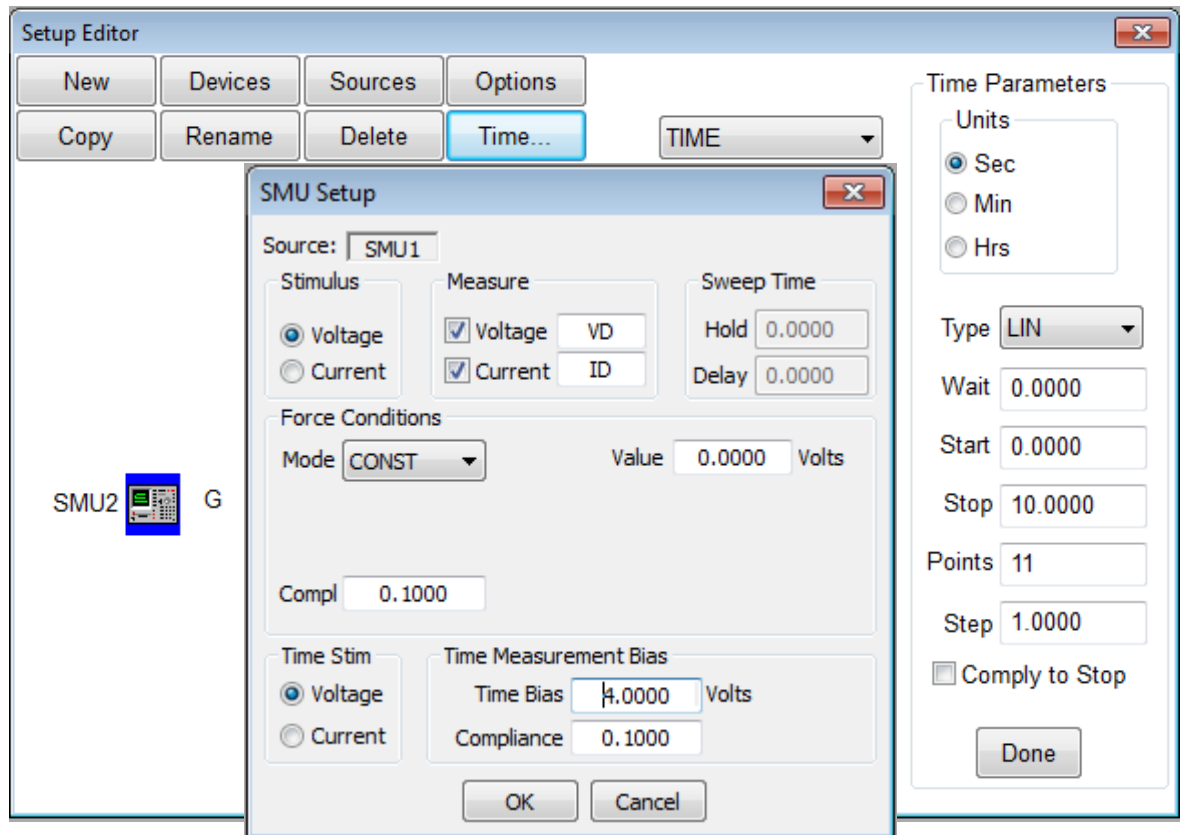 Setup Editor
New Devices Sources Options
Copy Rename Delete Time... TIME
SMU2 G
SMU Setup
Source: SMU1
Stimulus
Voltage
Current
Measure
Voltage VD
Current ID
Sweep Time
Hold 0.0000
Delay 0.0000
Force Conditions
Mode CONST Value 0.0000 Volts
Compl 0.1000
Time Stim
Voltage
Current
Time Measurement Bias
Time Bias 4.0000 Volts
Compliance 0.1000
OK Cancel
Time Parameters
Units
Sec
Min
Hrs
Type LIN
Wait 0.0000
Start 0.0000
Stop 10.0000
Points 11
Step 1.0000
Comply to Stop
Done